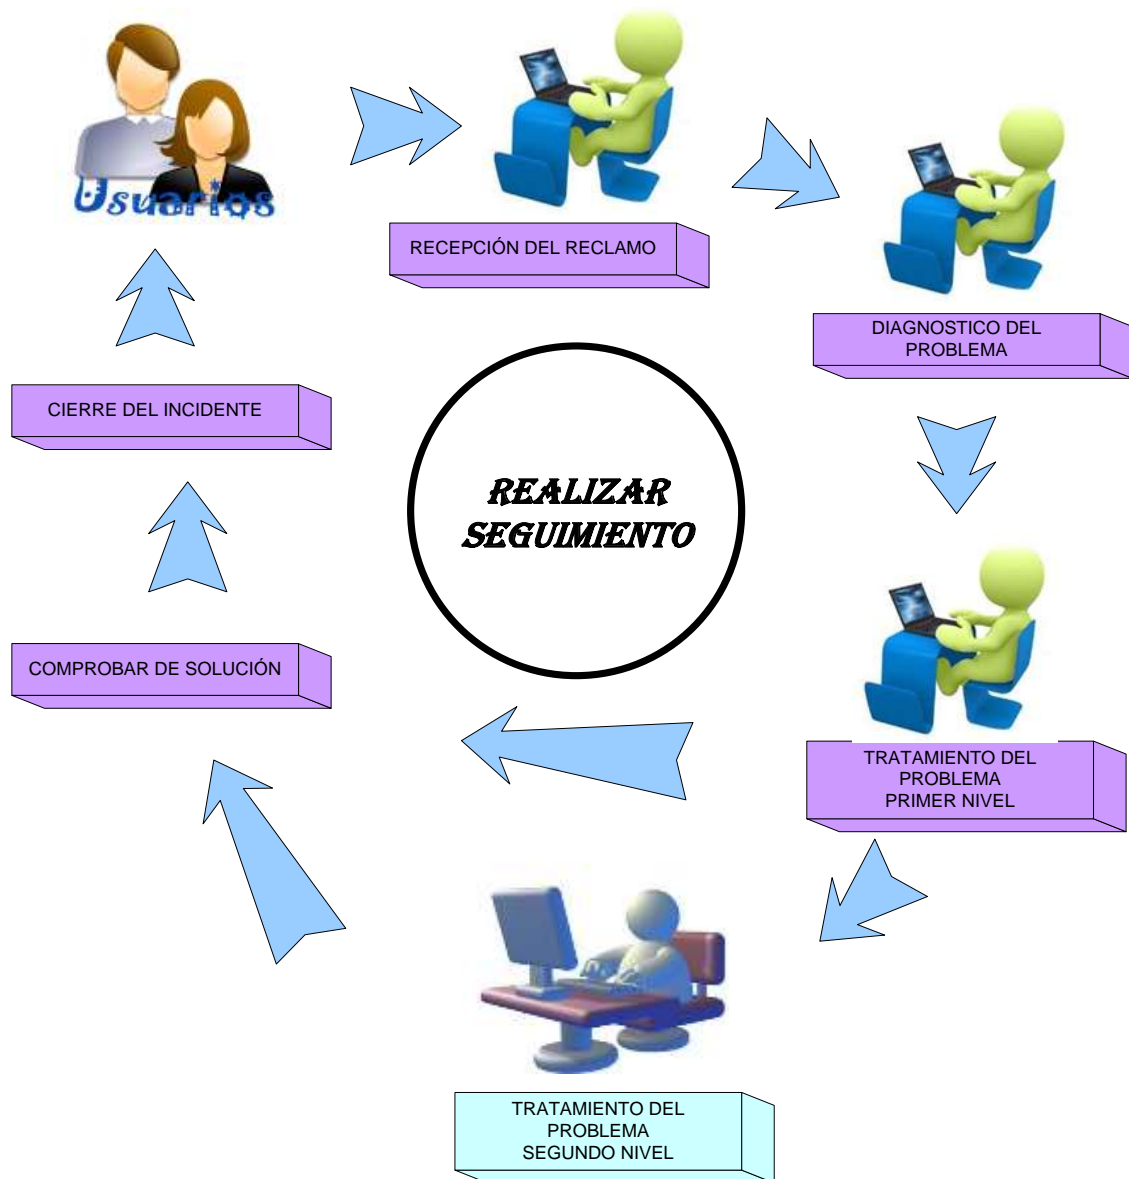 Usuarios
RECEPCIÓN DEL RECLAMO
DIAGNOSTICO DEL
PROBLEMA
CIERRE DEL INCIDENTE
REALIZAR
SEGUIMIENTO
COMPROBAR DE SOLUCIÓN
TRATAMIENTO DEL
PROBLEMA
PRIMER NIVEL
TRATAMIENTO DEL
PROBLEMA
SEGUNDO NIVEL